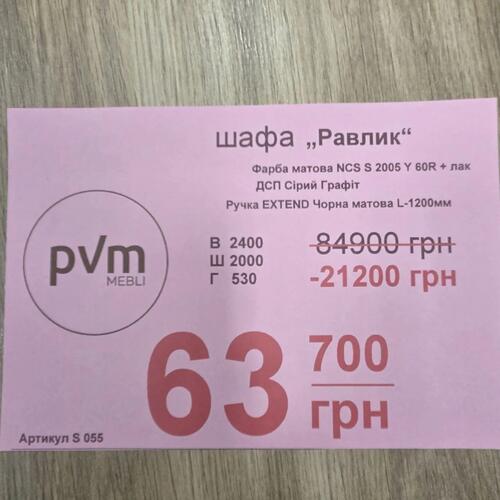 шафа „Равлик“
Фарба матова NCS S 2005 Y 60R + лак
ДСП Сірий Графіт
Ручка EXTEND Чорна матова L-1200мм
pvm
МЕБЛІ
В 2400
Ш 2000
Г 530
84900 грн
-21200 грн
63 700
грн
Артикул S 055